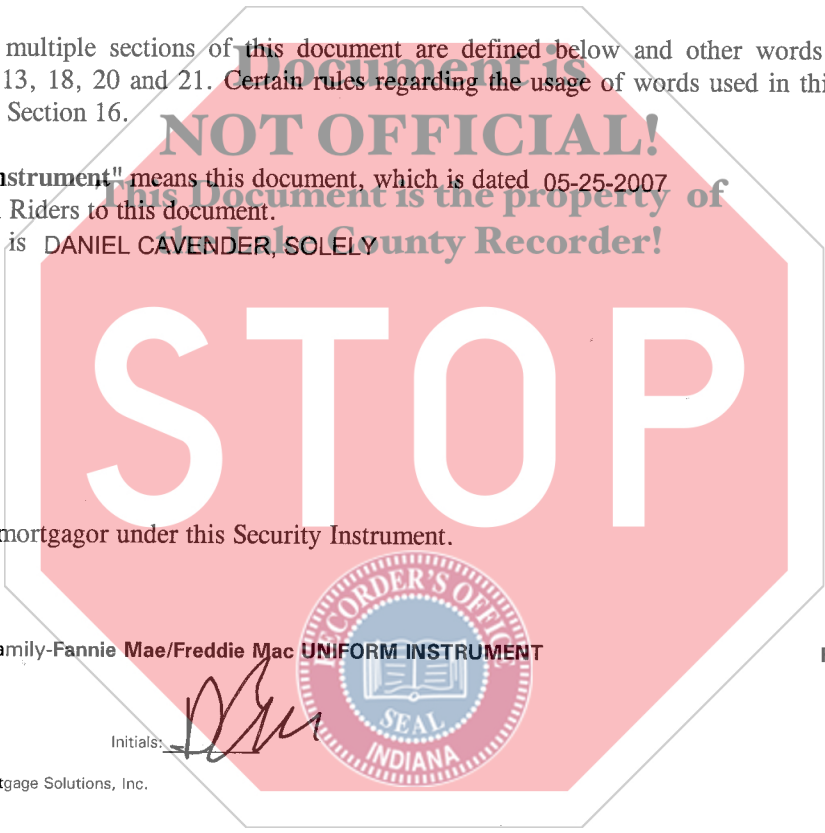 multiple sections of this document are defined below and other words
13, 18, 20 and 21. Certain rules regarding the usage of words used in thi
Section 16.
Document is
NOT OFFICIAL!
This Document is the property of
the Lake County Recorder!
nstrument" means this document, which is dated 05-25-2007
Riders to this document.
is DANIEL CAVENDER, SOLELY
STOP
mortgagor under this Security Instrument.
RECORDER'S OFFICE
SEAL
INDIANA
amily-Fannie Mae/Freddie Mac UNIFORM INSTRUMENT
Initials:
tgage Solutions, Inc.